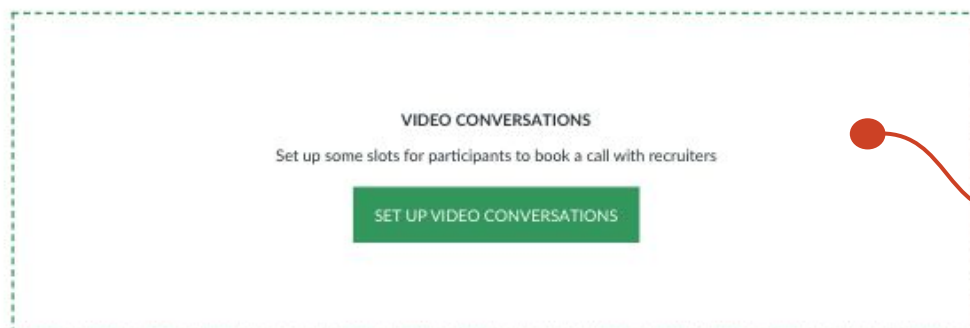 VIDEO CONVERSATIONS
Set up some slots for participants to book a call with recruiters
SET UP VIDEO CONVERSATIONS